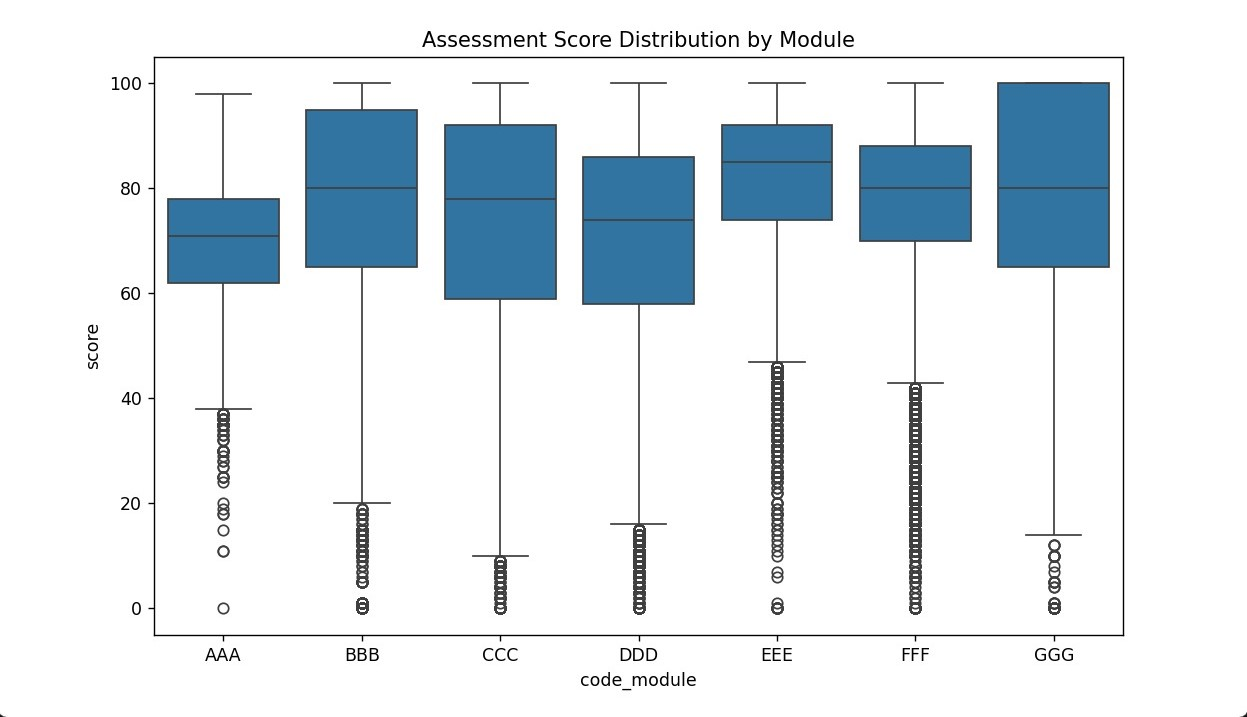 Assessment Score Distribution by Module
100
80
60
40
20
0
score
AAA BBB CCC DDD EEE FFF GGG
code_module